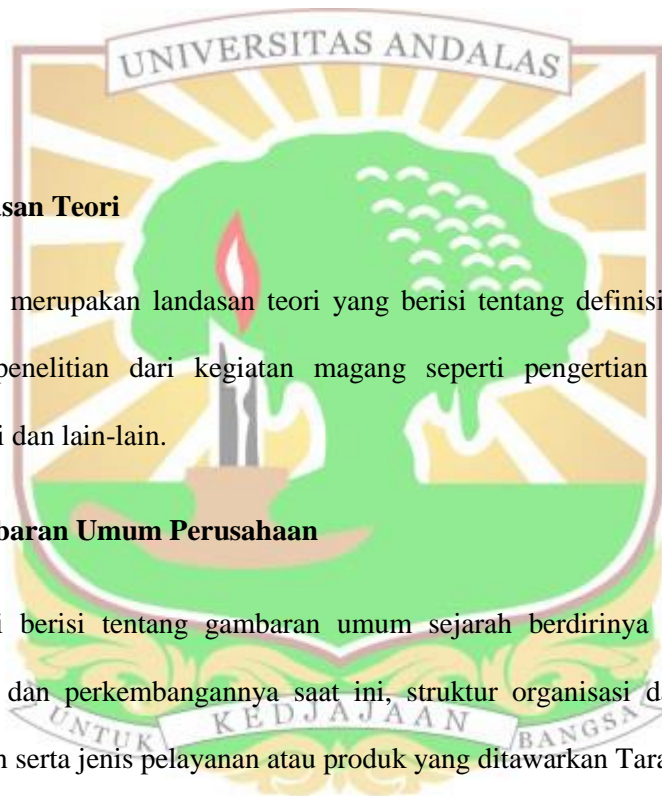 UNIVERSITAS ANDALAS
san Teori
merupakan landasan teori yang berisi tentang definisi
penelitian dari kegiatan magang seperti pengertian
i dan lain-lain.
baran Umum Perusahaan
i berisi tentang gambaran umum sejarah berdirinya
dan perkembangannya saat ini, struktur organisasi d
UNTUK KEDJAJAAN BANGSA
n serta jenis pelayanan atau produk yang ditawarkan Tara